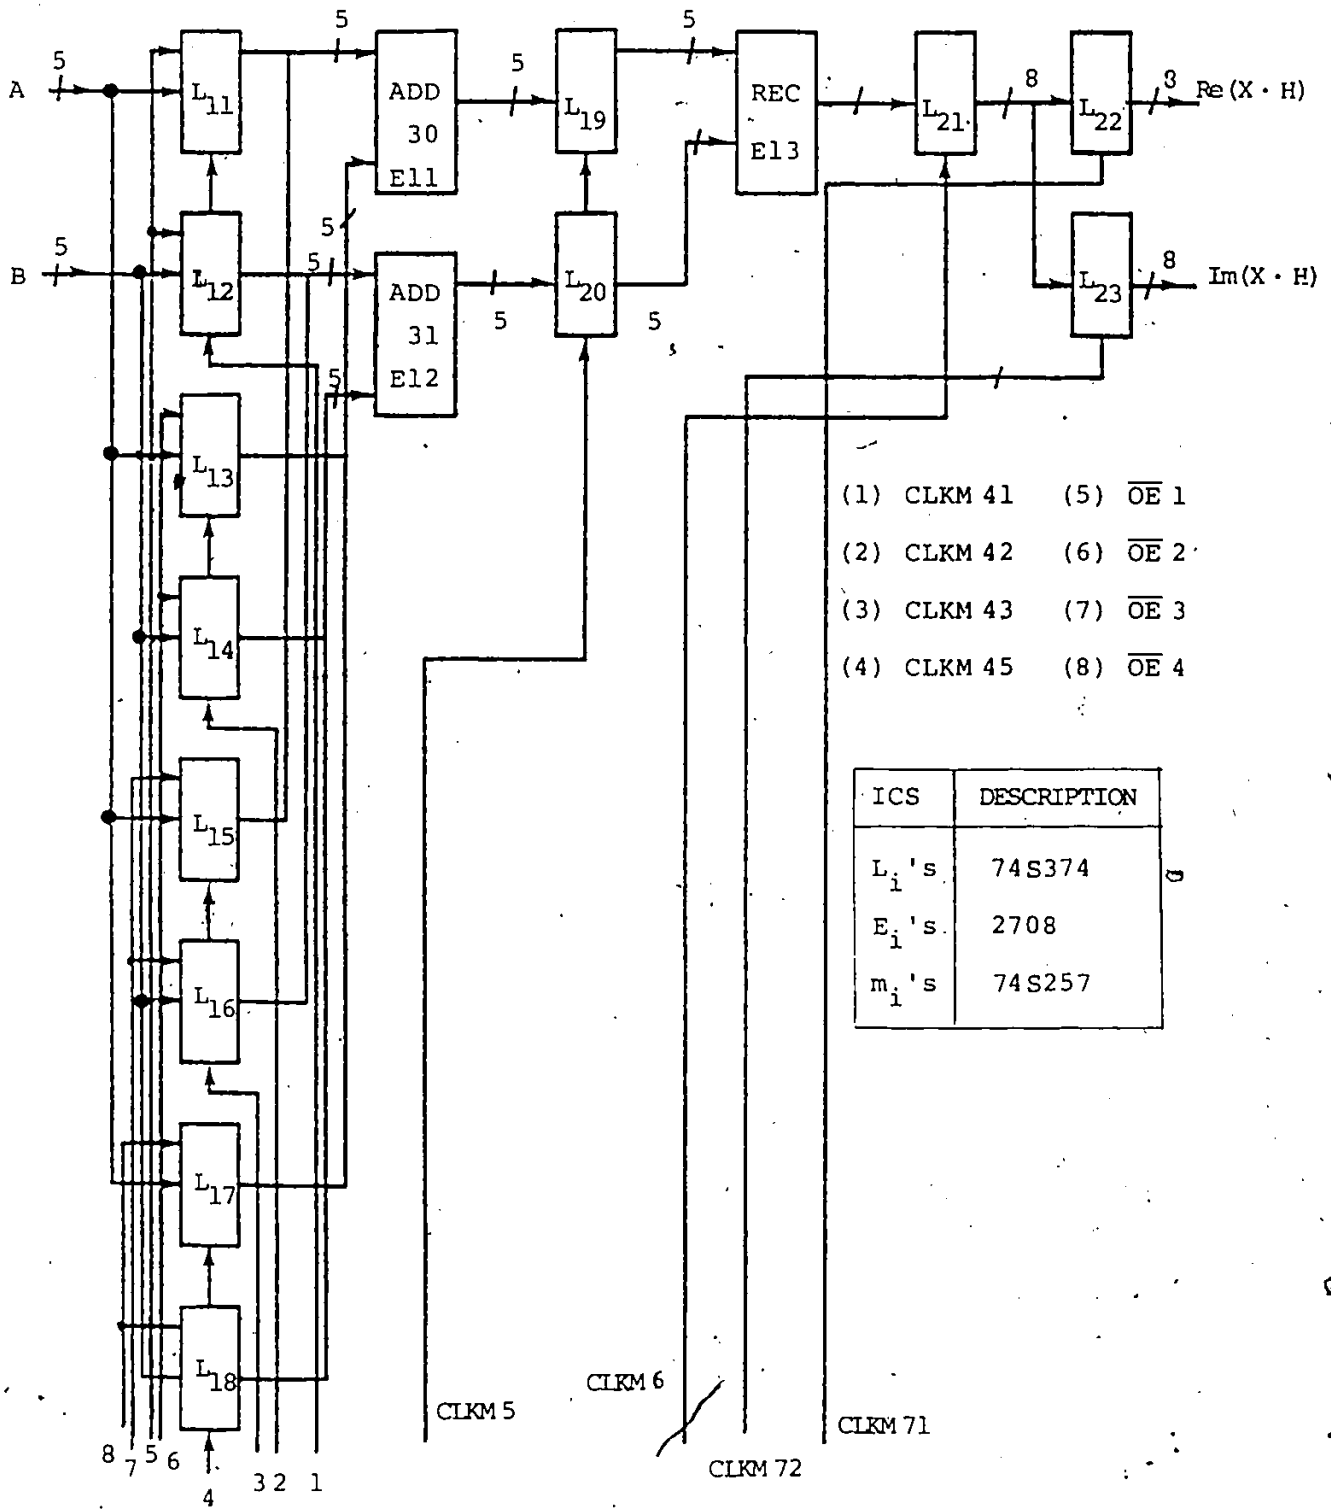 5 5 5
A 5 L11 ADD 30 E11 5 L19 REC E13 L21 8 L22 8 Re(X · H)
5
B 5 L12 5 ADD 31 E12 5 L20 5 L23 8 Im(X · H)
5
L13
(1) CLKM 41 (5) OE 1
(2) CLKM 42 (6) OE 2
(3) CLKM 43 (7) OE 3
(4) CLKM 45 (8) OE 4
L14
L15
ICS DESCRIPTION
Li's 74S374
Ei's 2708
mi's 74S257
L16
L17
L18
CLKM 6
CLKM 5
CLKM 71
CLKM 72
8 7 5 6 4 3 2 1